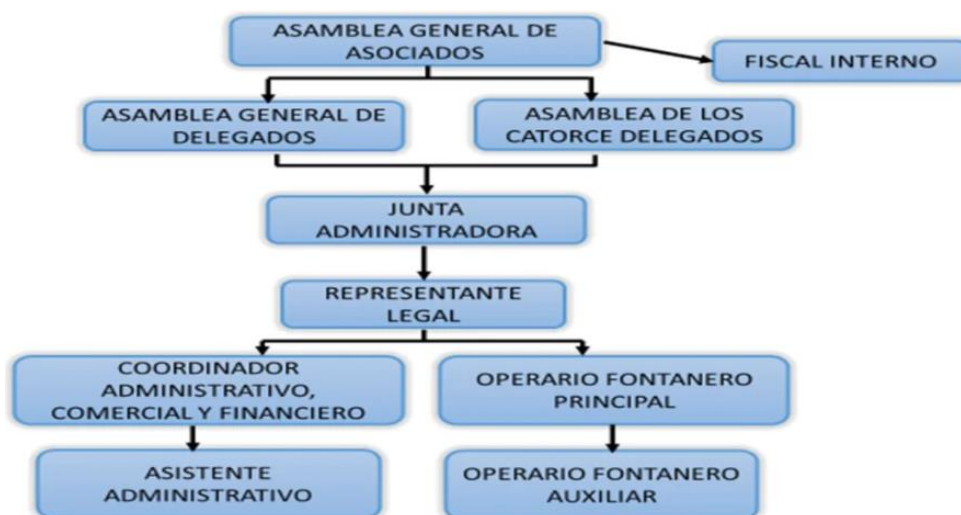 ASAMBLEA GENERAL DE
ASOCIADOS
FISCAL INTERNO
ASAMBLEA GENERAL DE
DELEGADOS
ASAMBLEA DE LOS
CATORCE DELEGADOS
JUNTA
ADMINISTRADORA
REPRESENTANTE
LEGAL
COORDINADOR
ADMINISTRATIVO,
COMERCIAL Y FINANCIERO
OPERARIO FONTANERO
PRINCIPAL
ASISTENTE
ADMINISTRATIVO
OPERARIO FONTANERO
AUXILIAR